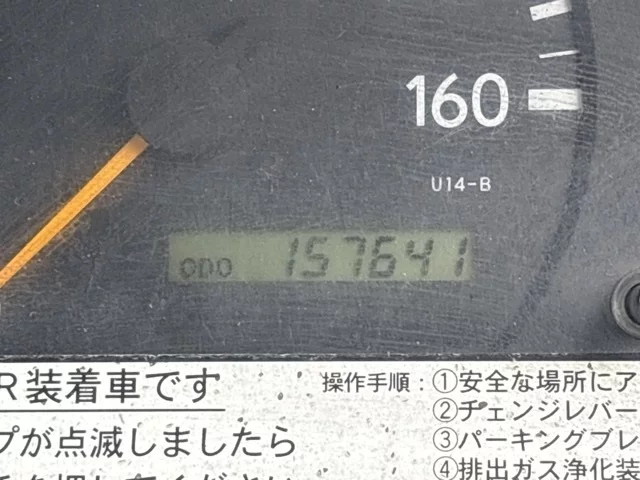 160
U14-B
ODO 157641
R装着車です
プが点滅しましたら
操作手順:①安全な場所にア
②チェンジレバー
③パーキングブレ
④排出ガス浄化装